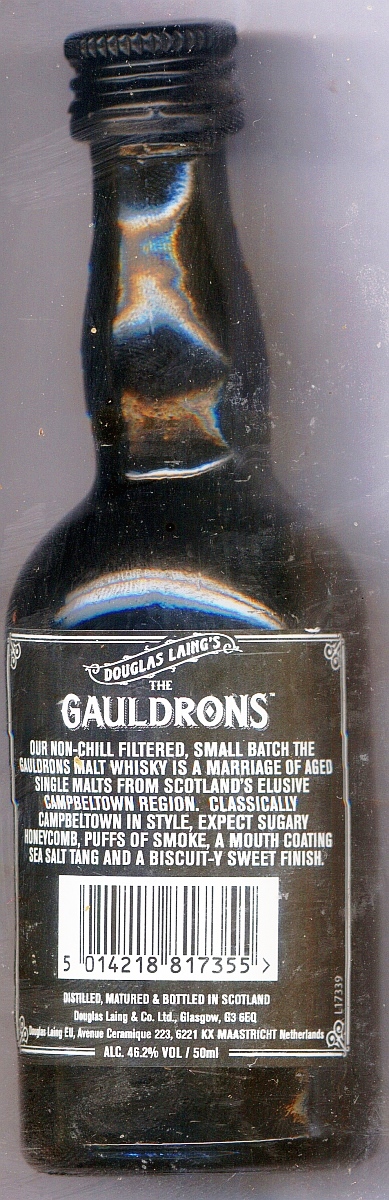 DOUGLAS LAING'S
THE
GAULDRONS™
OUR NON-CHILL FILTERED, SMALL BATCH THE
GAULDRONS MALT WHISKY IS A MARRIAGE OF AGED
SINGLE MALTS FROM SCOTLAND'S ELUSIVE
CAMPBELTOWN REGION. CLASSICALLY
CAMPBELTOWN IN STYLE, EXPECT SUGARY
HONEYCOMB, PUFFS OF SMOKE, A MOUTH COATING
SEA SALT TANG AND A BISCUIT-Y SWEET FINISH.
5 014218 817355 >
DISTILLED, MATURED & BOTTLED IN SCOTLAND
Douglas Laing & Co. Ltd., Glasgow, G3 6EQ
Douglas Laing EU, Avenue Ceramique 223, 6221 KX MAASTRICHT Netherlands
ALC. 46.2% VOL / 50ml
L17339